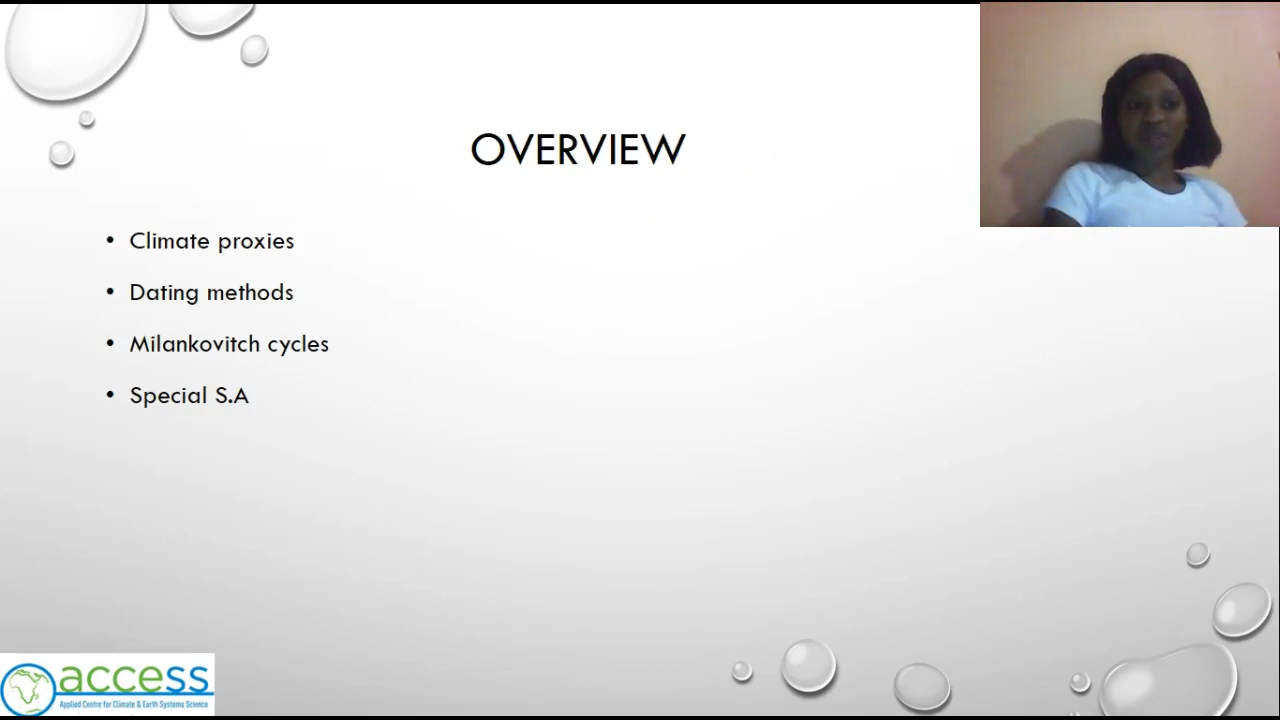 OVERVIEW
• Climate proxies
• Dating methods
• Milankovitch cycles
• Special S.A
access
Applied Centre for Climate & Earth Systems Science